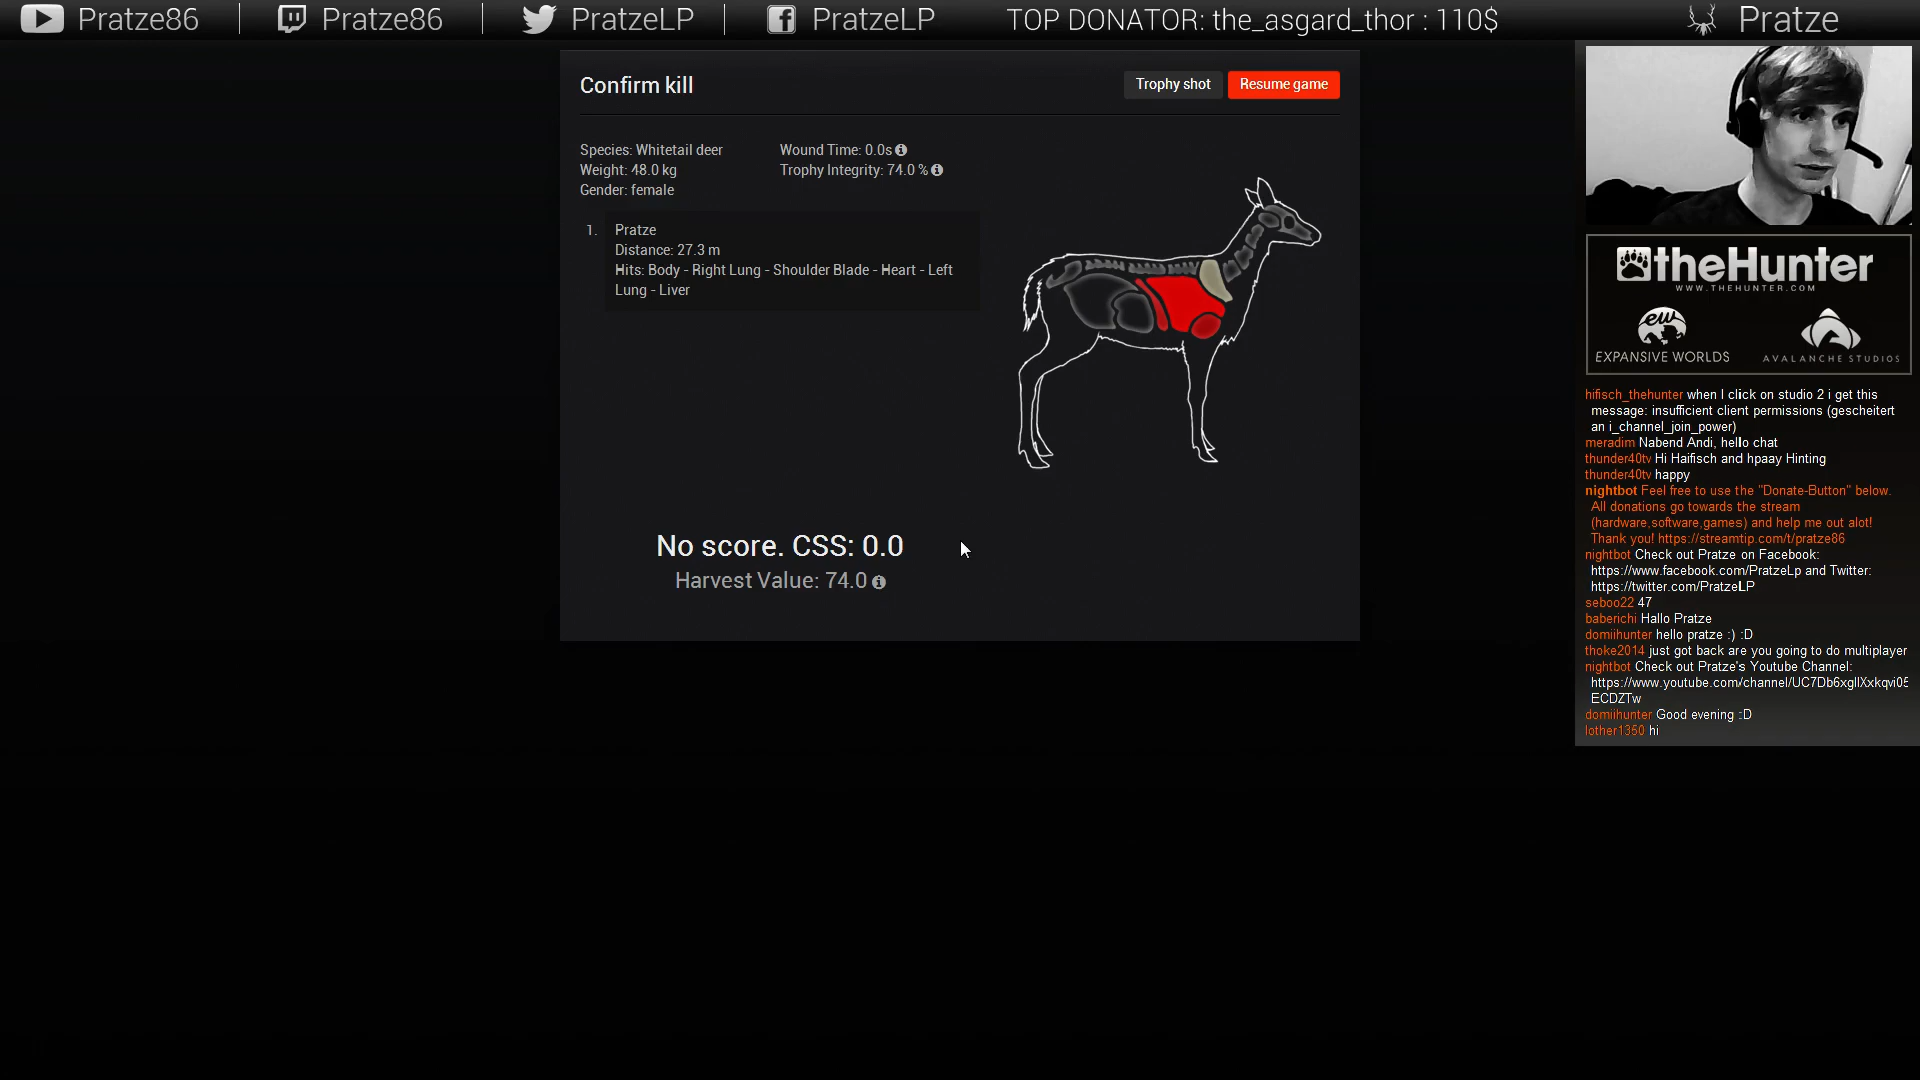 Pratze86 Pratze86 PratzeLP PratzeLP TOP DONATOR: the_asgard_thor : 110$ Pratze
Confirm kill
Trophy shot Resume game
Species: Whitetail deer
Weight: 48.0 kg
Gender: female
Wound Time: 0.0s
Trophy Integrity: 74.0 %
1. Pratze
Distance: 27.3 m
Hits: Body - Right Lung - Shoulder Blade - Heart - Left
Lung - Liver
No score. CSS: 0.0
Harvest Value: 74.0
theHunter
WWW.THEHUNTER.COM
ew
EXPANSIVE WORLDS
AVALANCHE STUDIOS
hifisch_thehunter when I click on studio 2 i get this
message: insufficient client permissions (gescheitert
an i_channel_join_power)
meradim Nabend Andi, hello chat
thunder40tv Hi Haifisch and hpaay Hinting
thunder40tv happy
nightbot Feel free to use the "Donate-Button" below.
All donations go towards the stream
(hardware,software,games) and help me out alot!
Thank you! https://streamtip.com/t/pratze86
nightbot Check out Pratze on Facebook:
https://www.facebook.com/PratzeLp and Twitter:
https://twitter.com/PratzeLP
seboo22 47
baberichi Hallo Pratze
domiihunter hello pratze :) :D
thoke2014 just got back are you going to do multiplayer
nightbot Check out Pratze's Youtube Channel:
https://www.youtube.com/channel/UC7Db6xgllXxkqvi05
ECDZTw
domiihunter Good evening :D
lother1350 hi